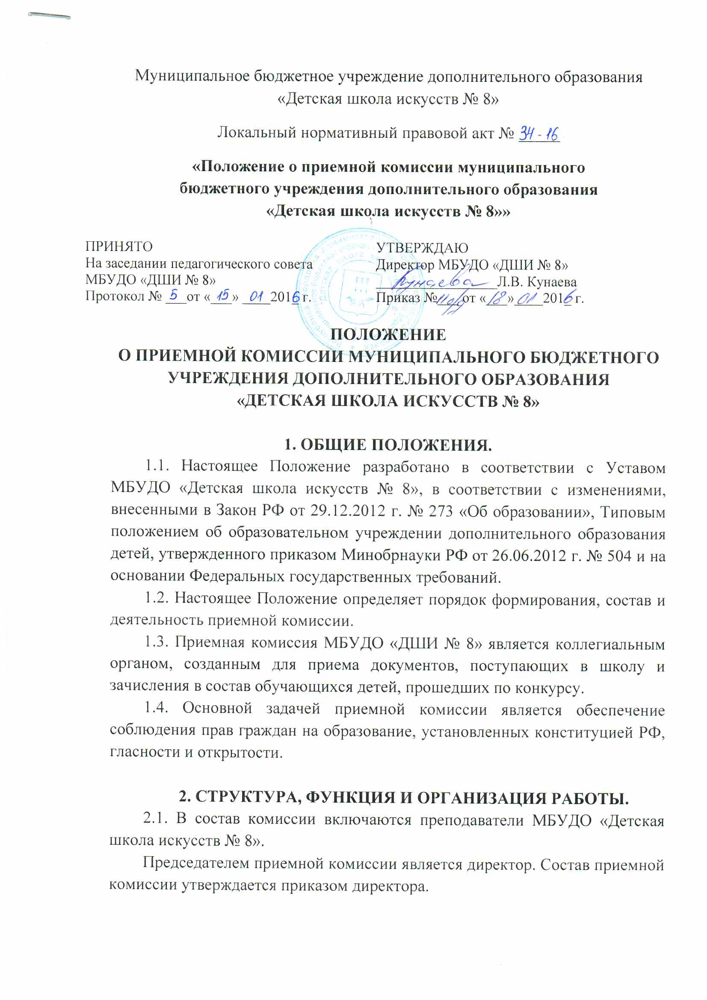 Муниципальное бюджетное учреждение дополнительного образования
«Детская школа искусств № 8»
Локальный нормативный правовой акт № 34-16
«Положение о приемной комиссии муниципального
бюджетного учреждения дополнительного образования
«Детская школа искусств № 8»»
ПРИНЯТО
На заседании педагогического совета
МБУДО «ДШИ № 8»
Протокол № 5 от «15» 01 2016 г.
УТВЕРЖДАЮ
Директор МБУДО «ДШИ № 8»
Кунаева Л.В. Кунаева
Приказ № от «18» 01 2016 г.
ПОЛОЖЕНИЕ
О ПРИЕМНОЙ КОМИССИИ МУНИЦИПАЛЬНОГО БЮДЖЕТНОГО
УЧРЕЖДЕНИЯ ДОПОЛНИТЕЛЬНОГО ОБРАЗОВАНИЯ
«ДЕТСКАЯ ШКОЛА ИСКУССТВ № 8»
1. ОБЩИЕ ПОЛОЖЕНИЯ.
1.1. Настоящее Положение разработано в соответствии с Уставом
МБУДО «Детская школа искусств № 8», в соответствии с изменениями,
внесенными в Закон РФ от 29.12.2012 г. № 273 «Об образовании», Типовым
положением об образовательном учреждении дополнительного образования
детей, утвержденного приказом Минобрнауки РФ от 26.06.2012 г. № 504 и на
основании Федеральных государственных требований.
1.2. Настоящее Положение определяет порядок формирования, состав и
деятельность приемной комиссии.
1.3. Приемная комиссия МБУДО «ДШИ № 8» является коллегиальным
органом, созданным для приема документов, поступающих в школу и
зачисления в состав обучающихся детей, прошедших по конкурсу.
1.4. Основной задачей приемной комиссии является обеспечение
соблюдения прав граждан на образование, установленных конституцией РФ,
гласности и открытости.
2. СТРУКТУРА, ФУНКЦИЯ И ОРГАНИЗАЦИЯ РАБОТЫ.
2.1. В состав комиссии включаются преподаватели МБУДО «Детская
школа искусств № 8».
Председателем приемной комиссии является директор. Состав приемной
комиссии утверждается приказом директора.